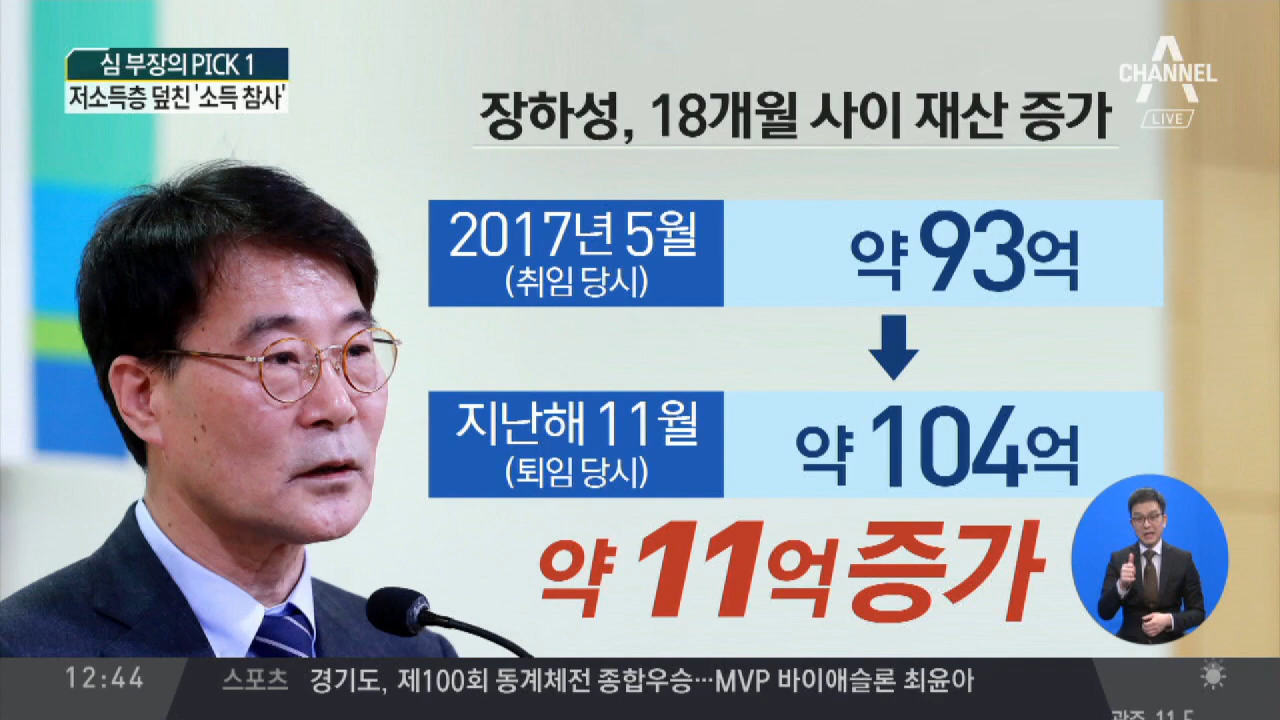 심 부장의 PICK 1
저소득층 덮친 '소득 참사'
CHANNEL A
LIVE
장하성, 18개월 사이 재산 증가
2017년 5월
(취임 당시)
약 93억
지난해 11월
(퇴임 당시)
약 104억
약 11억 증가
12:44
스포츠 경기도, 제100회 동계체전 종합우승…MVP 바이애슬론 최윤아
광주 11.5